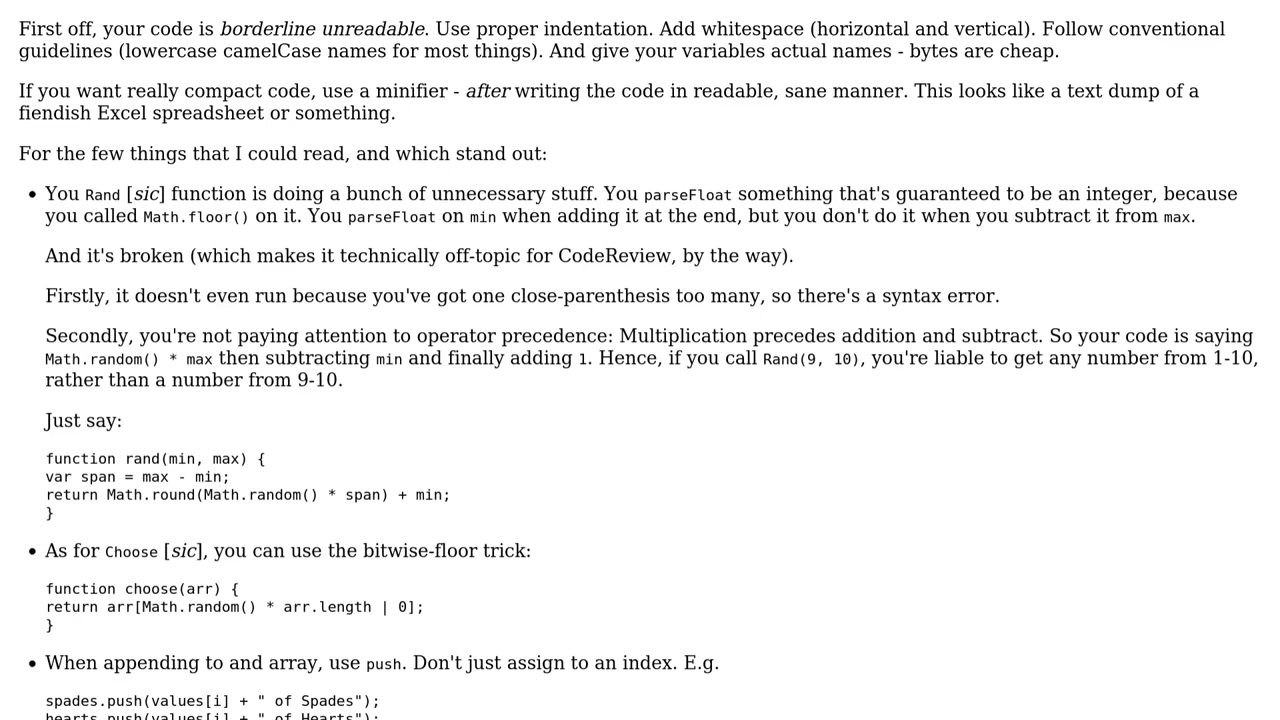 First off, your code is borderline unreadable. Use proper indentation. Add whitespace (horizontal and vertical). Follow conventional
guidelines (lowercase camelCase names for most things). And give your variables actual names - bytes are cheap.
If you want really compact code, use a minifier - after writing the code in readable, sane manner. This looks like a text dump of a
fiendish Excel spreadsheet or something.
For the few things that I could read, and which stand out:
• You Rand [sic] function is doing a bunch of unnecessary stuff. You parseFloat something that's guaranteed to be an integer, because
you called Math.floor() on it. You parseFloat on min when adding it at the end, but you don't do it when you subtract it from max.
And it's broken (which makes it technically off-topic for CodeReview, by the way).
Firstly, it doesn't even run because you've got one close-parenthesis too many, so there's a syntax error.
Secondly, you're not paying attention to operator precedence: Multiplication precedes addition and subtract. So your code is saying
Math.random() * max then subtracting min and finally adding 1. Hence, if you call Rand(9, 10), you're liable to get any number from 1-10,
rather than a number from 9-10.
Just say:
function rand(min, max) {
var span = max - min;
return Math.round(Math.random() * span) + min;
}
• As for Choose [sic], you can use the bitwise-floor trick:
function choose(arr) {
return arr[Math.random() * arr.length | 0];
}
• When appending to and array, use push. Don't just assign to an index. E.g.
spades.push(values[i] + " of Spades");
hearts.push(values[i] + " of Hearts");